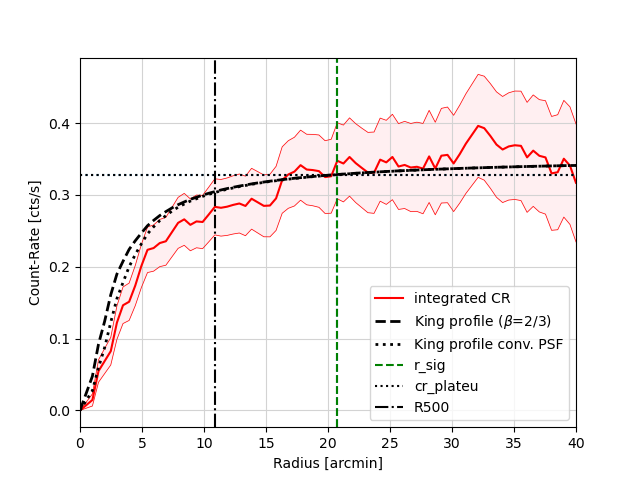 0.4
0.3
0.2
0.1
0.0
Count-Rate [cts/s]
integrated CR
King profile (β=2/3)
King profile conv. PSF
r_sig
cr_plateu
R500
0 5 10 15 20 25 30 35 40
Radius [arcmin]